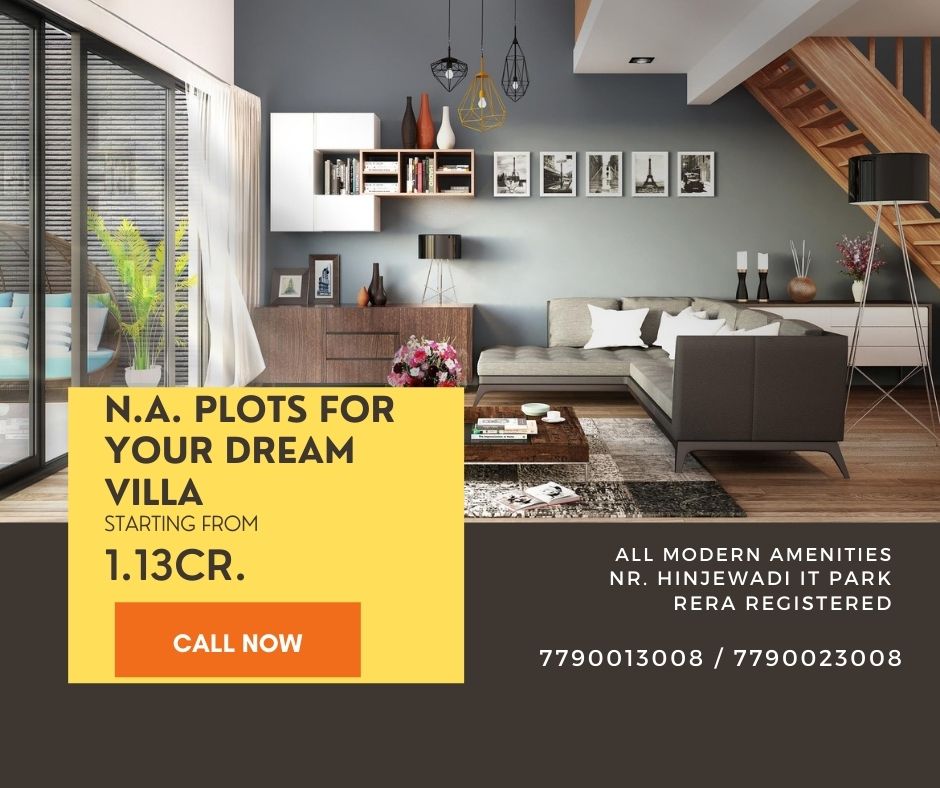 N.A. PLOTS FOR
YOUR DREAM
VILLA
STARTING FROM
1.13CR.
CALL NOW
ALL MODERN AMENITIES
NR. HINJEWADI IT PARK
RERA REGISTERED
7790013008 / 7790023008